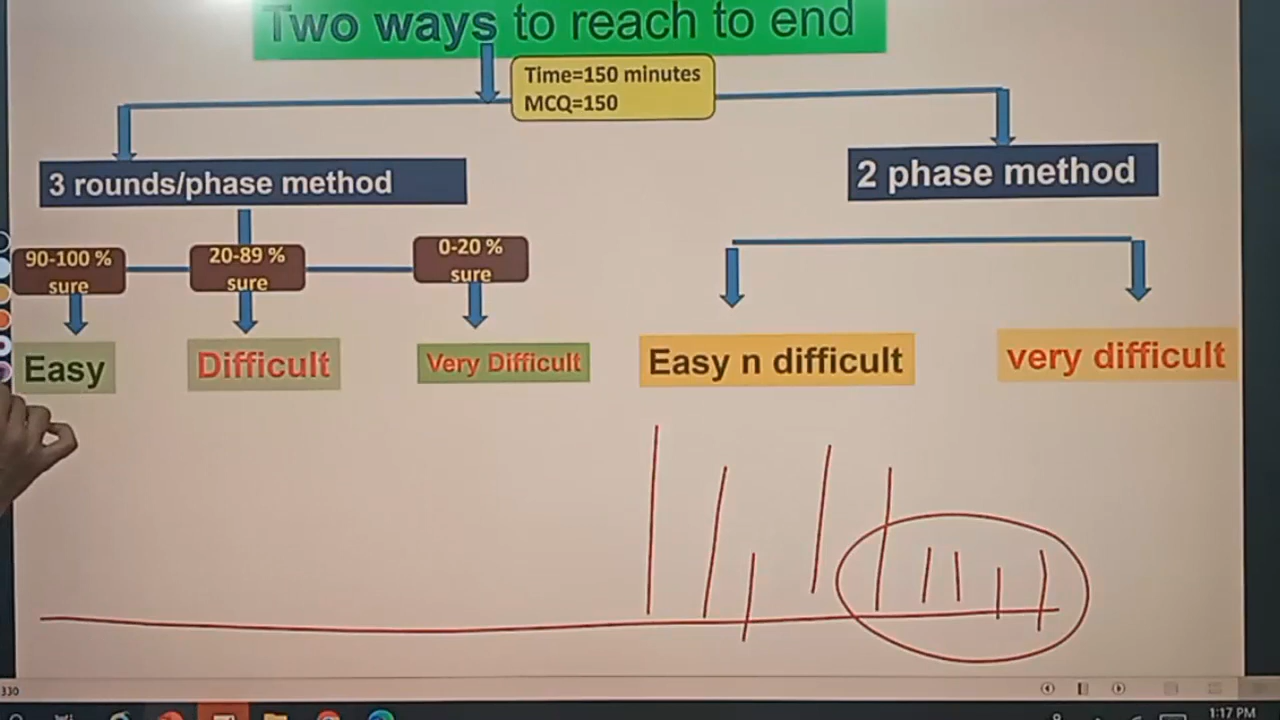 Two ways to reach to end
Time=150 minutes
MCQ=150
3 rounds/phase method
2 phase method
90-100 %
sure
20-89 %
sure
0-20 %
sure
Easy
Difficult
Very Difficult
Easy n difficult
very difficult
330
1:17 PM